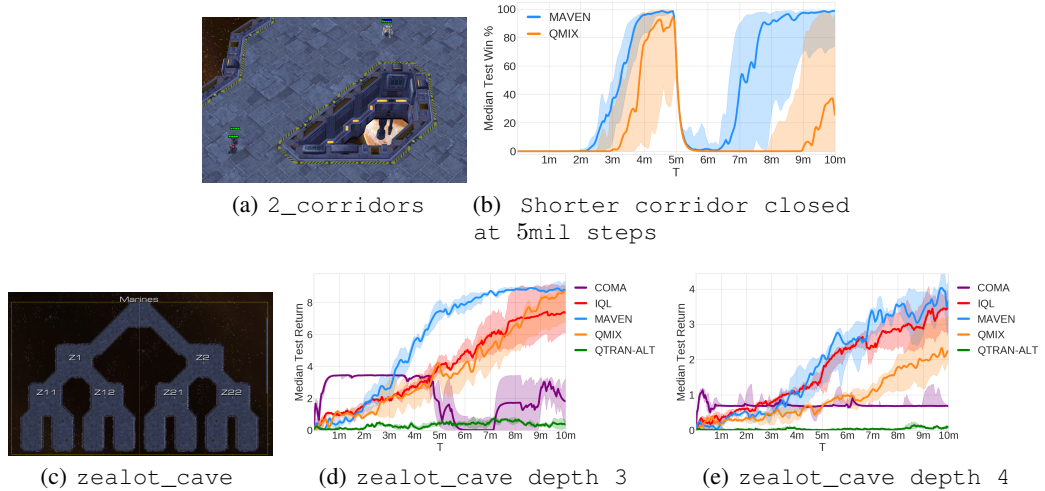 MAVEN
QMIX
Median Test Win %
100
80
60
40
20
0
1m 2m 3m 4m 5m 6m 7m 8m 9m 10m
T
(a) 2_corridors
(b) Shorter corridor closed
at 5mil steps
Marines
Z1 Z2
Z11 Z12 Z21 Z22
(c) zealot_cave
Median Test Return
8
6
4
2
0
1m 2m 3m 4m 5m 6m 7m 8m 9m 10m
T
COMA
IQL
MAVEN
QMIX
QTRAN-ALT
(d) zealot_cave depth 3
Median Test Return
4
3
2
1
0
1m 2m 3m 4m 5m 6m 7m 8m 9m 10m
T
COMA
IQL
MAVEN
QMIX
QTRAN-ALT
(e) zealot_cave depth 4